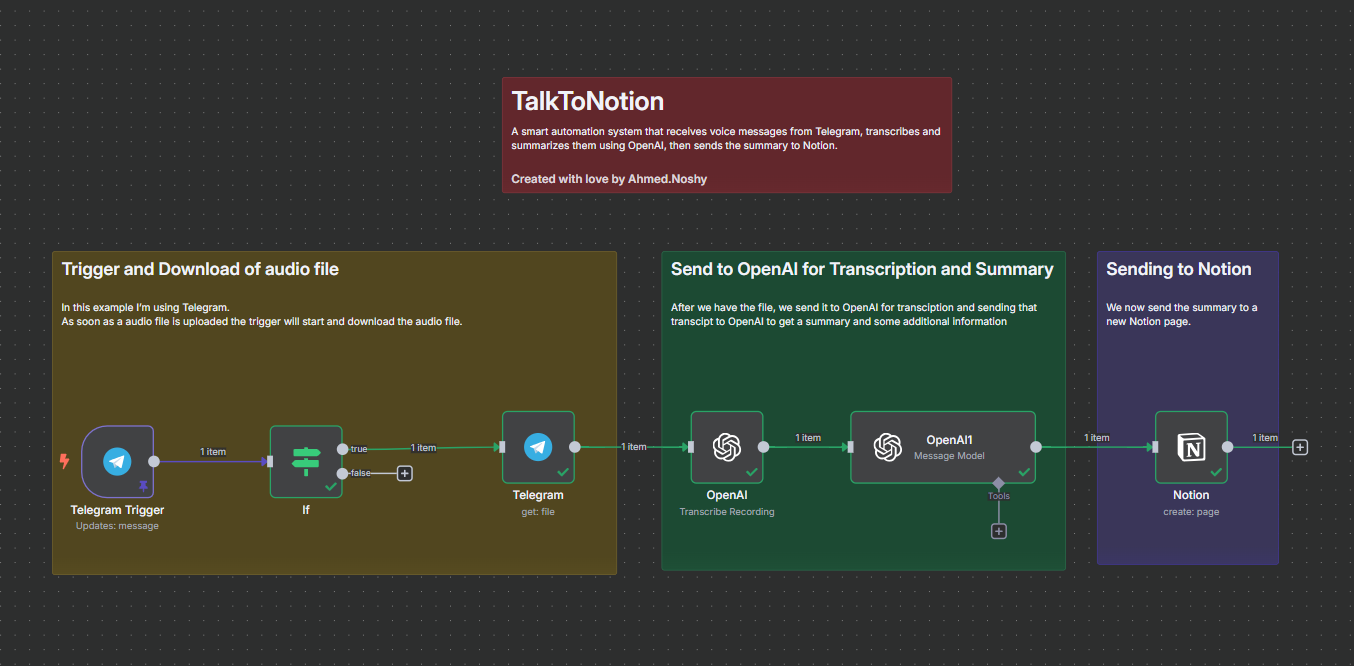 TalkToNotion
A smart automation system that receives voice messages from Telegram, transcribes and
summarizes them using OpenAI, then sends the summary to Notion.
Created with love by Ahmed.Noshy
Trigger and Download of audio file
In this example I'm using Telegram.
As soon as a audio file is uploaded the trigger will start and download the audio file.
1 item
true
false
1 item
Telegram Trigger
Updates: message
If
Telegram
get: file
1 item
Send to OpenAI for Transcription and Summary
After we have the file, we send it to OpenAI for transciption and sending that
transcipt to OpenAI to get a summary and some additional information
1 item
OpenAI
Transcribe Recording
OpenAI1
Message Model
Tools
1 item
Sending to Notion
We now send the summary to a
new Notion page.
N
1 item
Notion
create: page